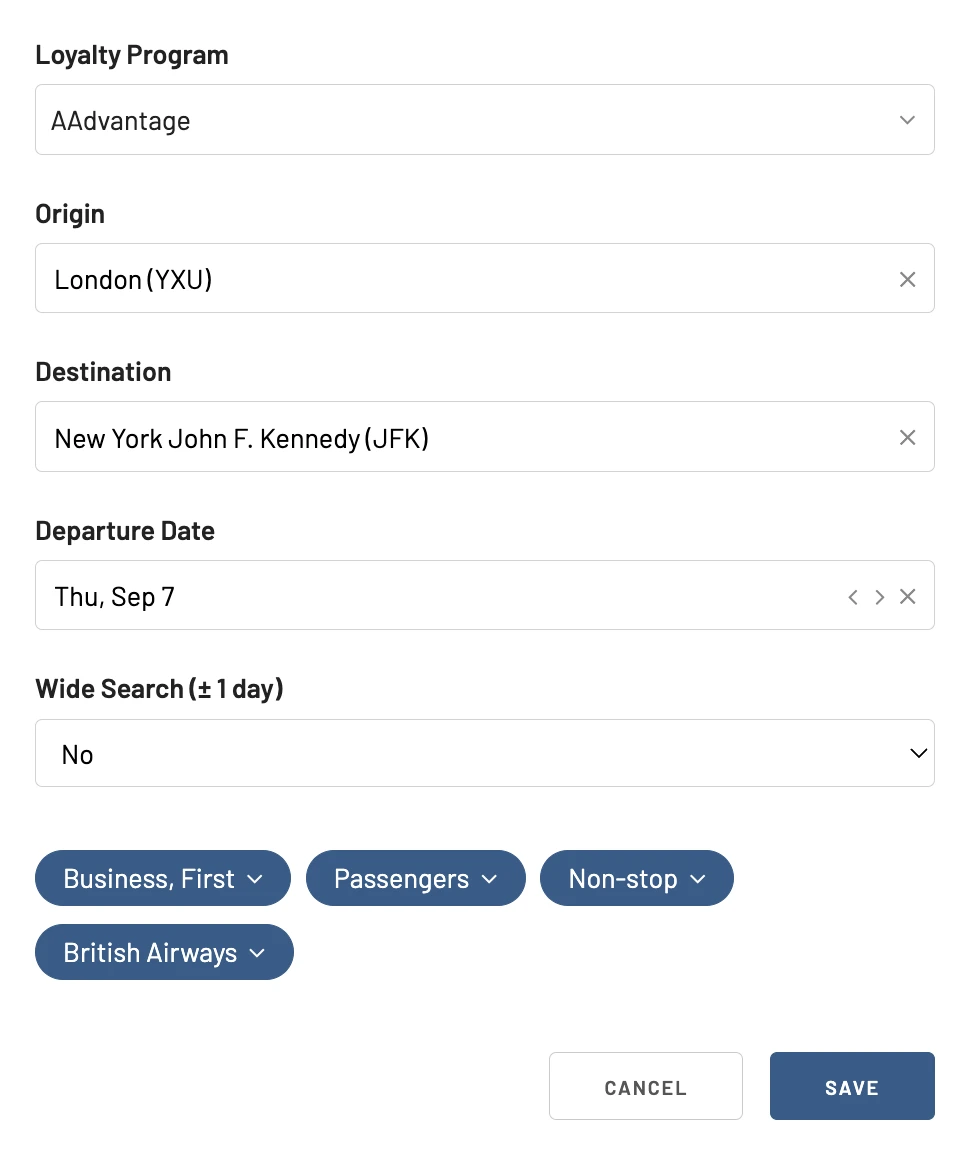 Loyalty Program
AAdvantage
Origin
London (YXU)
Destination
New York John F. Kennedy (JFK)
Departure Date
Thu, Sep 7
Wide Search (± 1 day)
No
Business, First
Passengers
Non-stop
British Airways
CANCEL
SAVE